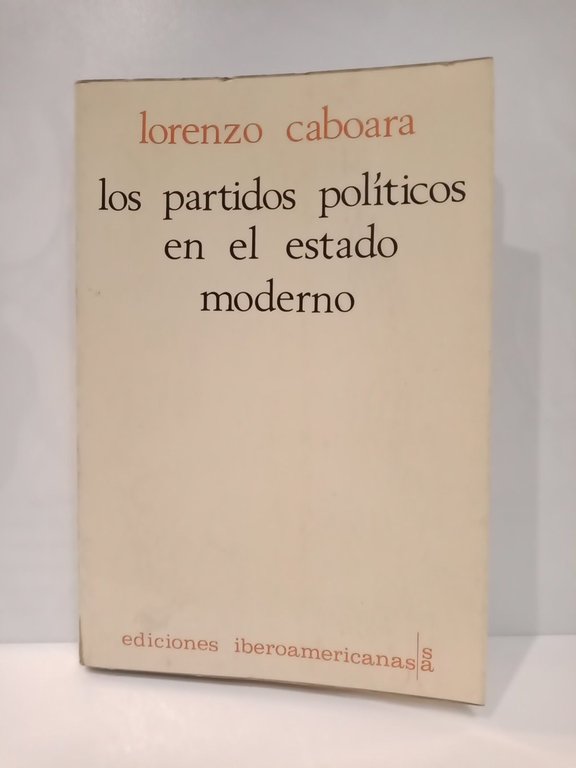 lorenzo caboara
los partidos políticos
en el estado
moderno
ediciones iberoamericanas s
a